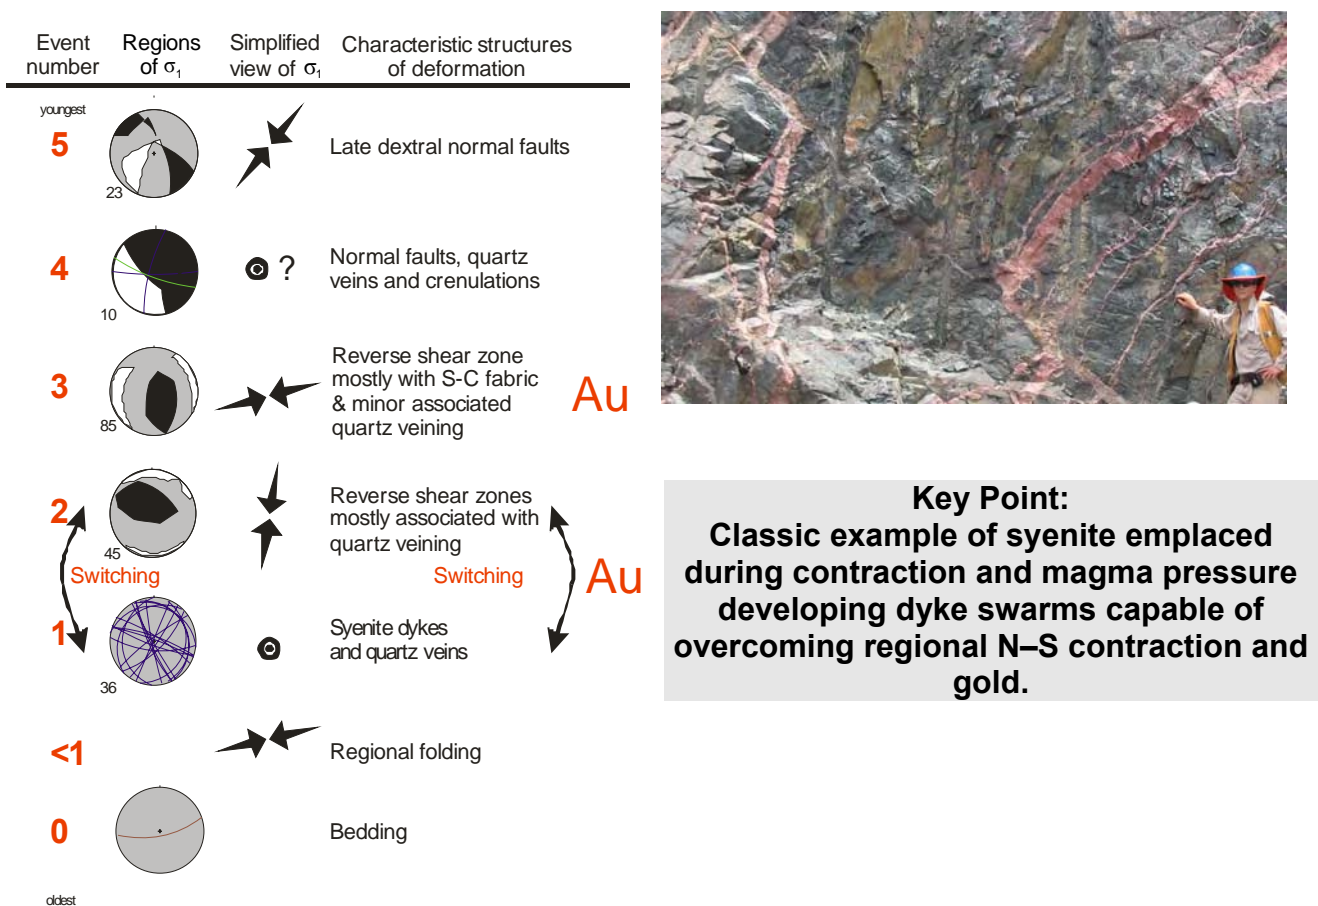 Event number
Regions of σ1
Simplified view of σ1
Characteristic structures of deformation
youngest
5
23
Late dextral normal faults
4
10
?
Normal faults, quartz
veins and crenulations
3
85
Reverse shear zone
mostly with S-C fabric
& minor associated
quartz veining
Au
2
45
Reverse shear zones
mostly associated with
quartz veining
Switching
Switching
Au
1
36
Syenite dykes
and quartz veins
<1
Regional folding
0
Bedding
oldest
Key Point:
Classic example of syenite emplaced
during contraction and magma pressure
developing dyke swarms capable of
overcoming regional N–S contraction and
gold.